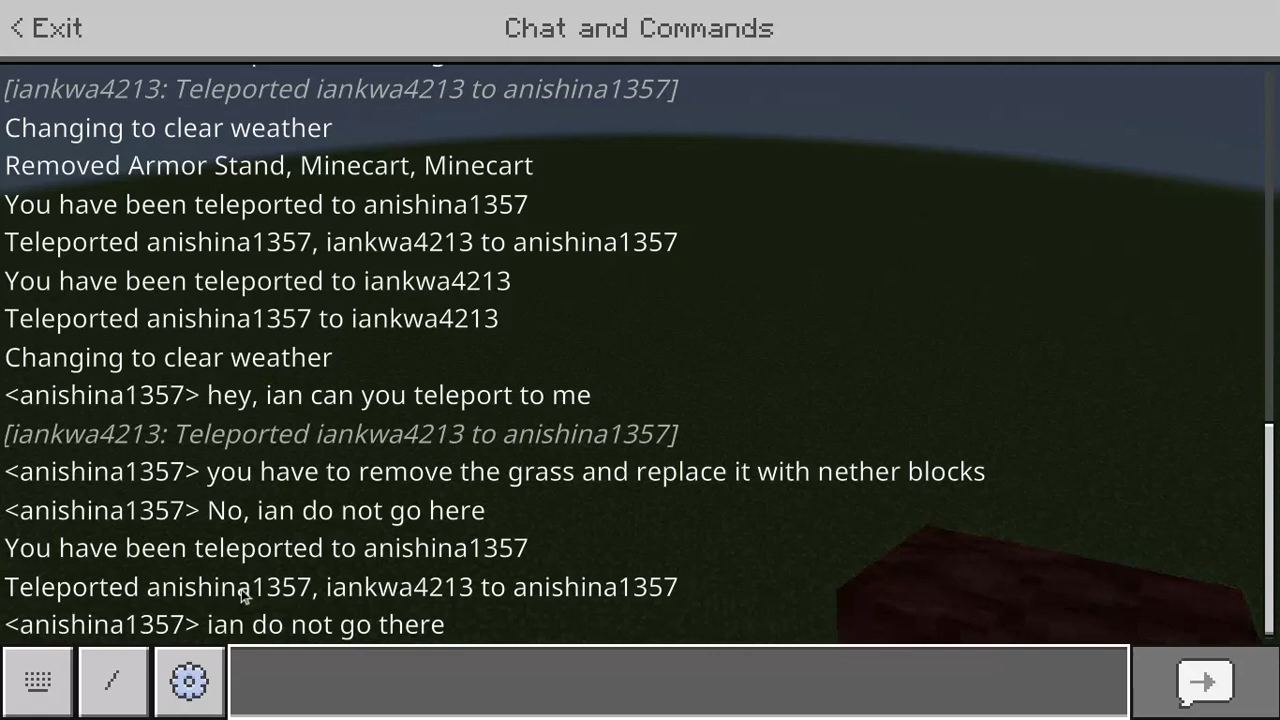 < Exit
Chat and Commands
[iankwa4213: Teleported iankwa4213 to anishina1357]
Changing to clear weather
Removed Armor Stand, Minecart, Minecart
You have been teleported to anishina1357
Teleported anishina1357, iankwa4213 to anishina1357
You have been teleported to iankwa4213
Teleported anishina1357 to iankwa4213
Changing to clear weather
<anishina1357> hey, ian can you teleport to me
[iankwa4213: Teleported iankwa4213 to anishina1357]
<anishina1357> you have to remove the grass and replace it with nether blocks
<anishina1357> No, ian do not go here
You have been teleported to anishina1357
Teleported anishina1357, iankwa4213 to anishina1357
<anishina1357> ian do not go there
/